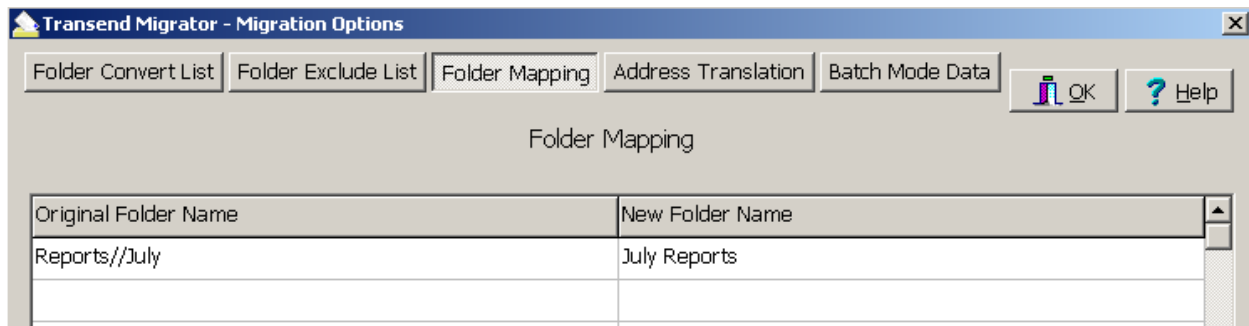 Transend Migrator - Migration Options
Folder Convert List Folder Exclude List Folder Mapping Address Translation Batch Mode Data OK Help
Folder Mapping
Original Folder Name New Folder Name
Reports//July July Reports